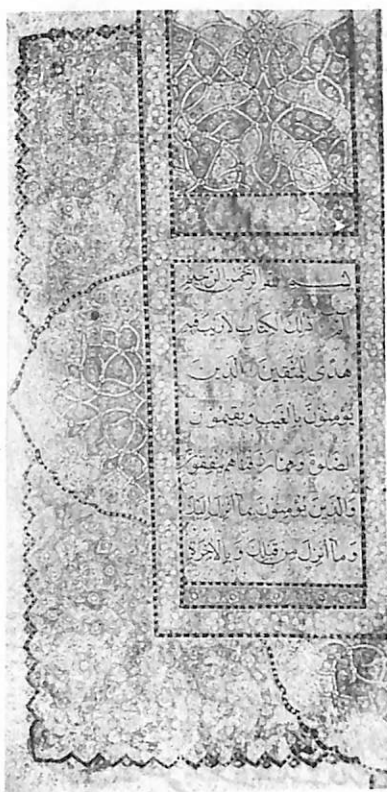 بسم الله الرحمن الرحيم
الم ذلك الكتاب لا ريب فيه
هدى للمتقين الذين
يؤمنون بالغيب ويقيمون
الصلوة ومما رزقناهم ينفقون
والذين يؤمنون بما انزل اليك
وما انزل من قبلك وبالاخرة